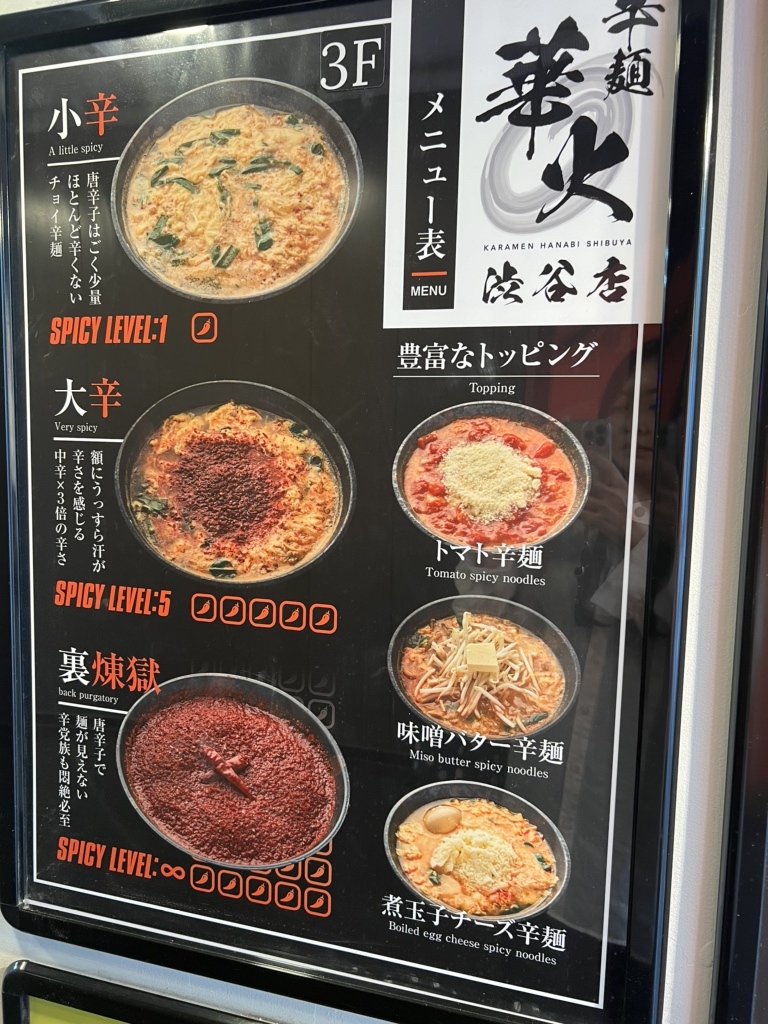 3F
小辛
A little spicy
唐辛子はごく少量
ほとんど辛くない
チョイ辛麺
SPICY LEVEL:1
大辛
Very spicy
額にうっすら汗が
辛さを感じる
中辛×3倍の辛さ
SPICY LEVEL:5
裏煉獄
back purgatory
唐辛子で
麺が見えない
辛党族も悶絶必至
SPICY LEVEL:∞
メニュー表
MENU
辛麺
華火
KARAMEN HANABI SHIBUYA
渋谷店
豊富なトッピング
Topping
トマト辛麺
Tomato spicy noodles
味噌バター辛麺
Miso butter spicy noodles
煮玉子チーズ辛麺
Boiled egg cheese spicy noodles